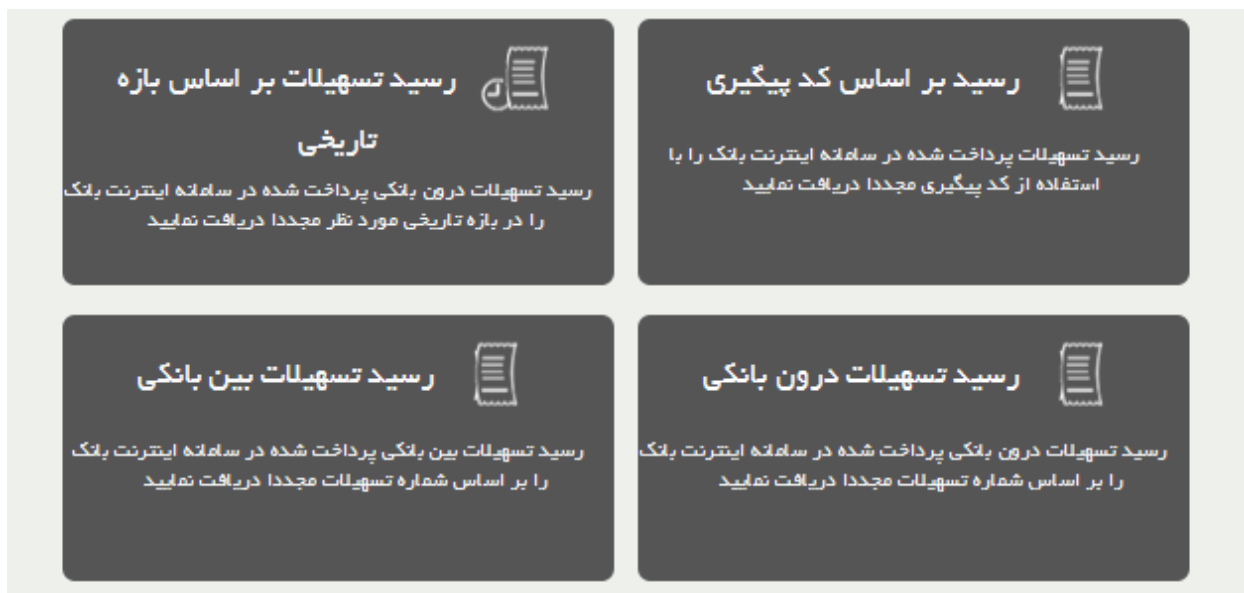 رسید بر اساس کد پیگیری
رسید تسهیلات پرداخت شده در سامانه اینترنت بانک را با
استفاده از کد پیگیری مجددا دریافت نمایید
رسید تسهیلات بر اساس بازه
تاریخی
رسید تسهیلات درون بانکی پرداخت شده در سامانه اینترنت بانک
را در بازه تاریخی مورد نظر مجددا دریافت نمایید
رسید تسهیلات درون بانکی
رسید تسهیلات درون بانکی پرداخت شده در سامانه اینترنت بانک
را بر اساس شماره تسهیلات مجددا دریافت نمایید
رسید تسهیلات بین بانکی
رسید تسهیلات بین بانکی پرداخت شده در سامانه اینترنت بانک
را بر اساس شماره تسهیلات مجددا دریافت نمایید